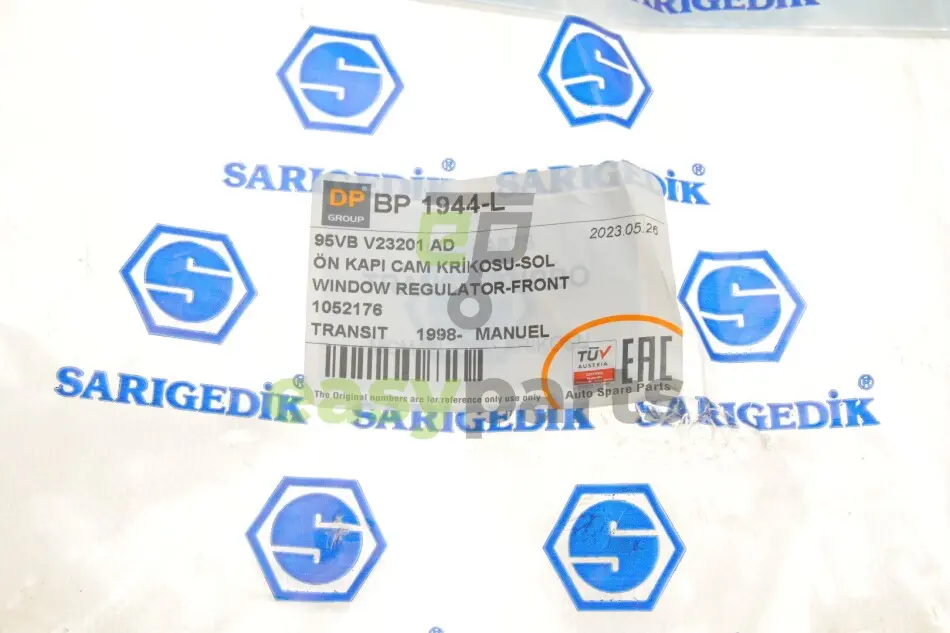 SARIGEDİK
SARIGEDİK
SARIGEDİK
DP GROUP
BP 1944-L
95VB V23201 AD
2023.05.26
ÖN KAPI CAM KRİKOSU-SOL
WINDOW REGULATOR-FRONT
1052176
TRANSIT 1998- MANUEL
TÜV
AUSTRIA
EAC
The Original numbers are for reference only use only
Auto Spare Parts
easyparts
SARIGEDİK
SARIGEDİK
SARIGEDİK